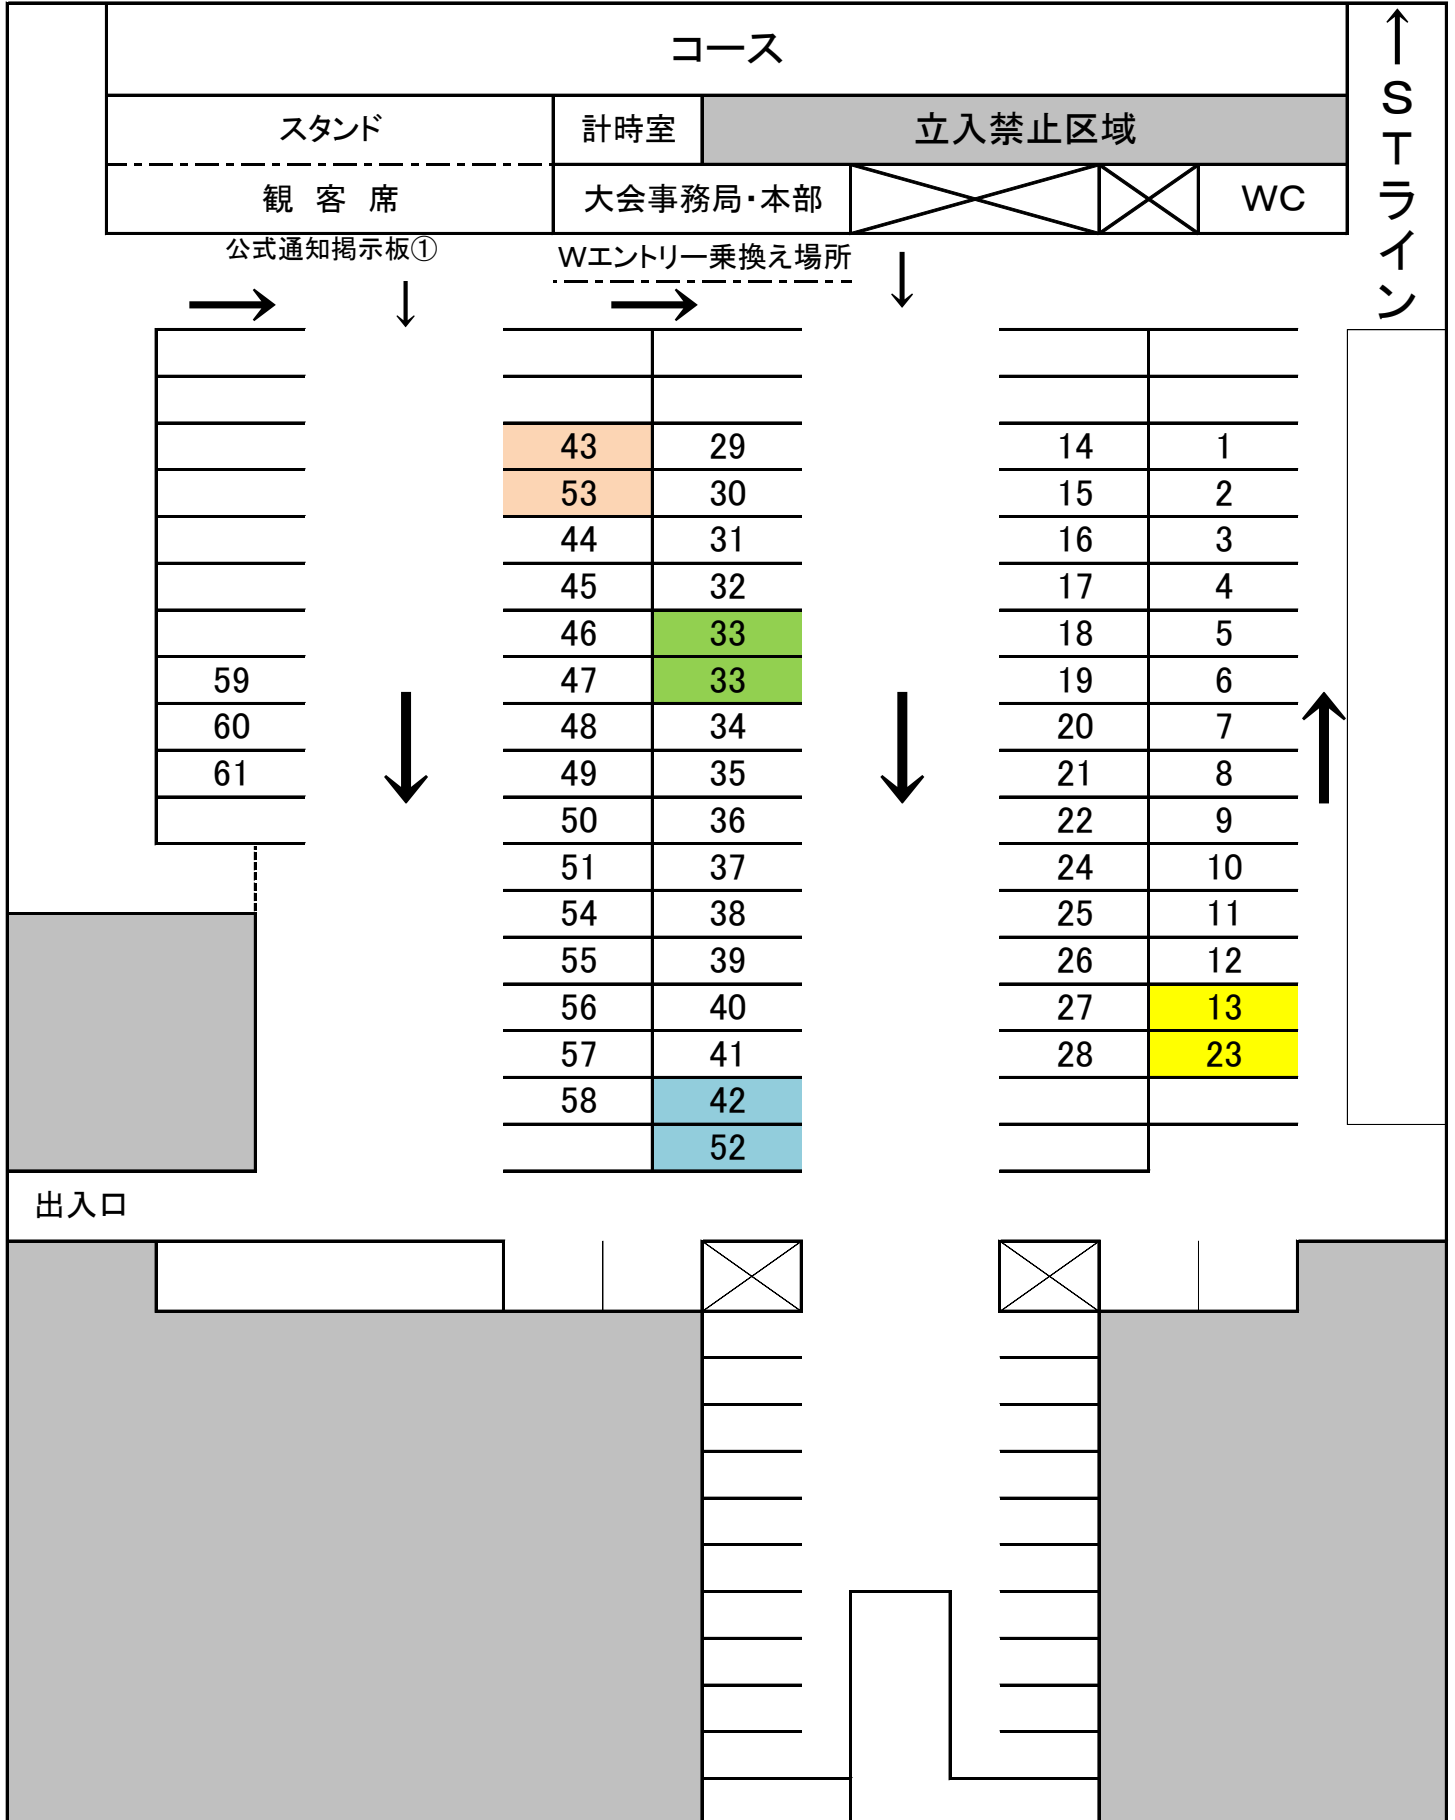 コース
↑STライン
スタンド 計時室 立入禁止区域
観 客 席 大会事務局・本部 WC
公式通知掲示板① Wエントリー乗換え場所
43 29 14 1
53 30 15 2
44 31 16 3
45 32 17 4
46 33 18 5
59 47 33 19 6
60 48 34 20 7
61 49 35 21 8
50 36 22 9
51 37 24 10
54 38 25 11
55 39 26 12
56 40 27 13
57 41 28 23
58 42
52
出入口